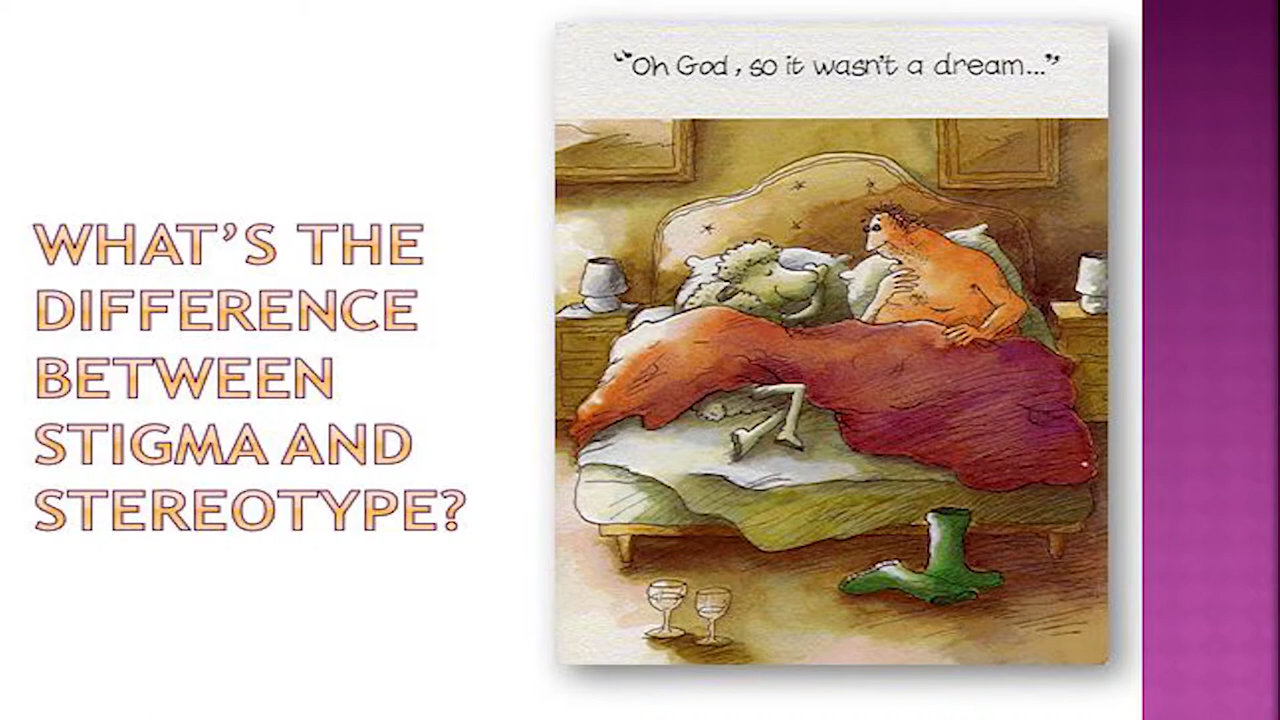 WHAT'S THE
DIFFERENCE
BETWEEN
STIGMA AND
STEREOTYPE?
"Oh God, so it wasn't a dream..."